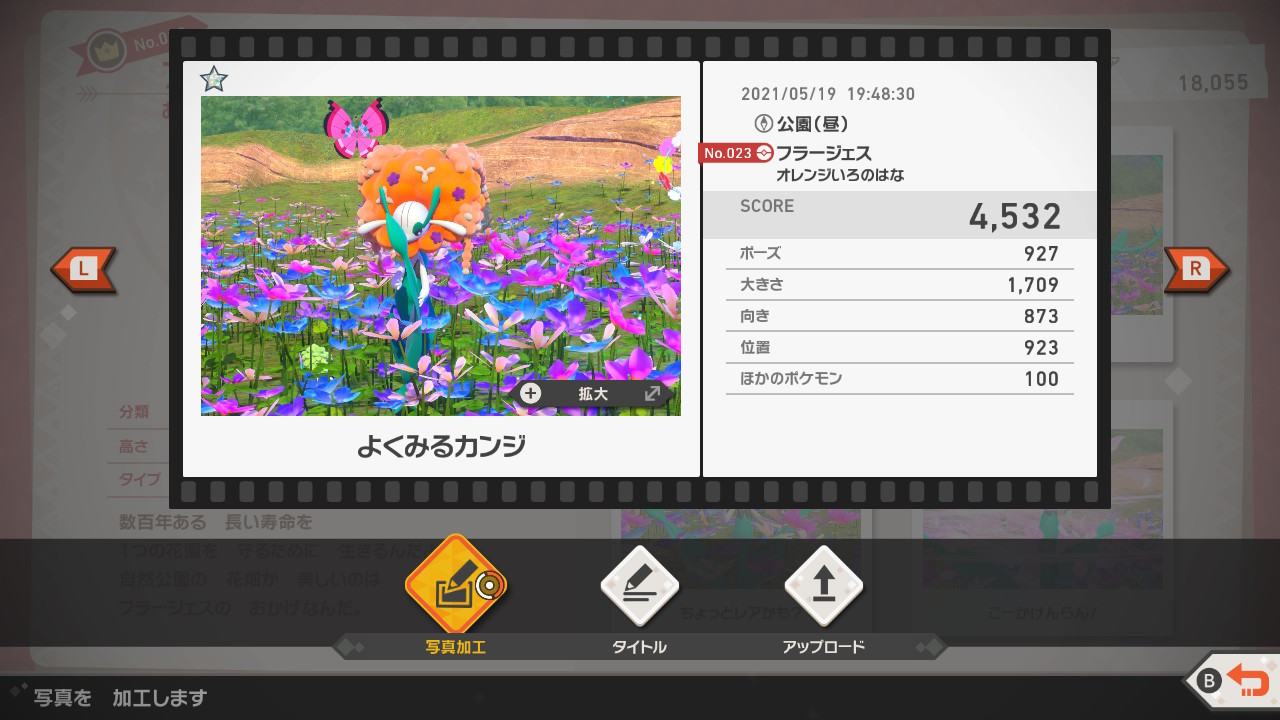 No.0
18,055
2021/05/19 19:48:30
公園(昼)
No.023 フラージェス
オレンジいろのはな
SCORE 4,532
ポーズ 927
大きさ 1,709
向き 873
位置 923
ほかのポケモン 100
L
R
+ 拡大
よくみるカンジ
分類
高さ
タイプ
数百年ある 長い寿命を
1つの花園を 守るために 生きるんだ
自然公園の 花畑が 美しいのは
フラージェスの おかげなんだ。
ちょっとレアかも?
こーかげんらん!
写真加工
タイトル
アップロード
B
写真を 加工します